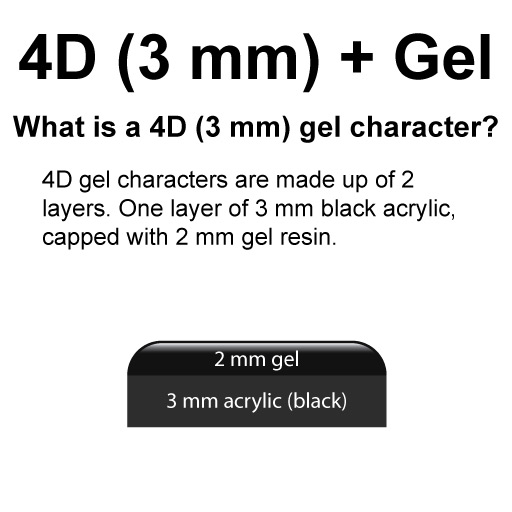 4D (3 mm) + Gel
What is a 4D (3 mm) gel character?
4D gel characters are made up of 2
layers. One layer of 3 mm black acrylic,
capped with 2 mm gel resin.
2 mm gel
3 mm acrylic (black)